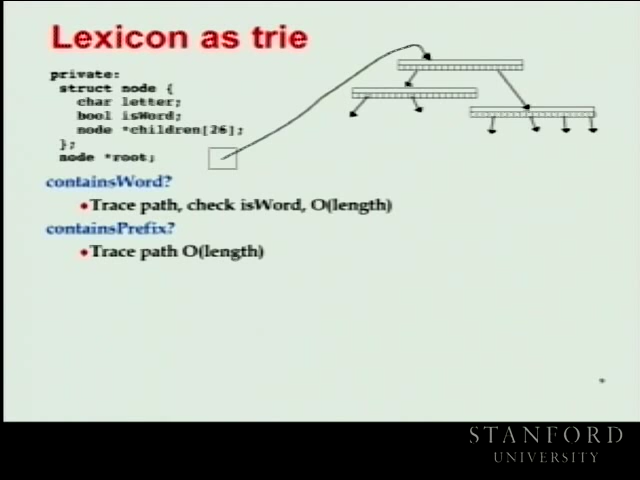 Lexicon as trie
private:
struct node {
char letter;
bool isWord;
node *children[26];
};
node *root;
containsWord?
•Trace path, check isWord, O(length)
containsPrefix?
•Trace path O(length)
STANFORD
UNIVERSITY